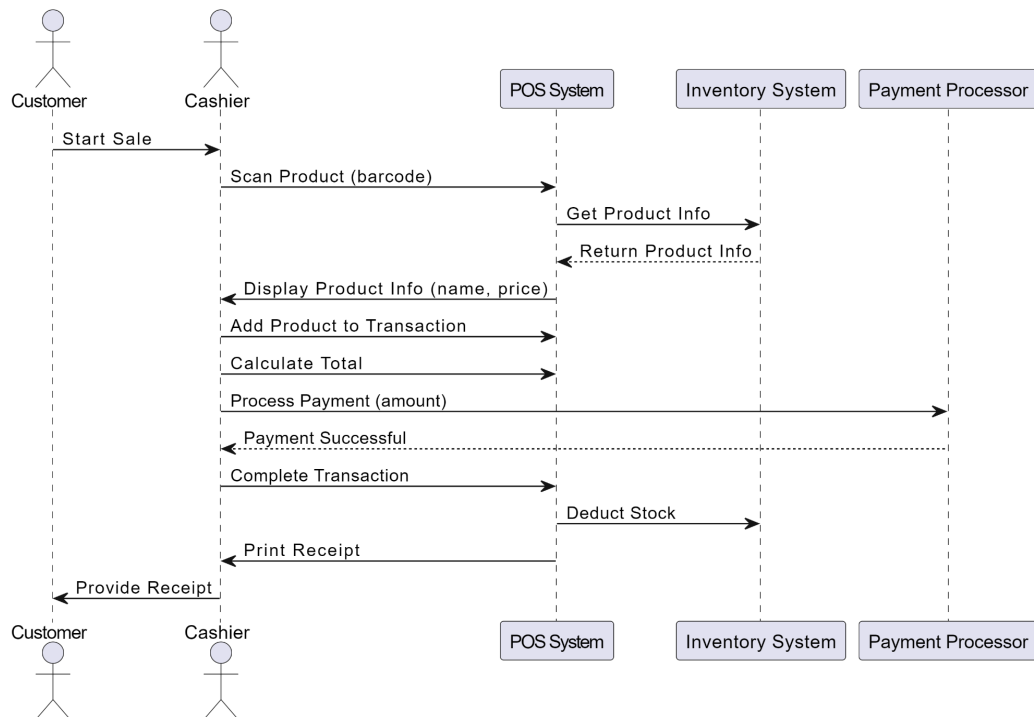 Customer
Cashier
POS System
Inventory System
Payment Processor
Start Sale
Scan Product (barcode)
Get Product Info
Return Product Info
Display Product Info (name, price)
Add Product to Transaction
Calculate Total
Process Payment (amount)
Payment Successful
Complete Transaction
Deduct Stock
Print Receipt
Provide Receipt
Customer
Cashier
POS System
Inventory System
Payment Processor